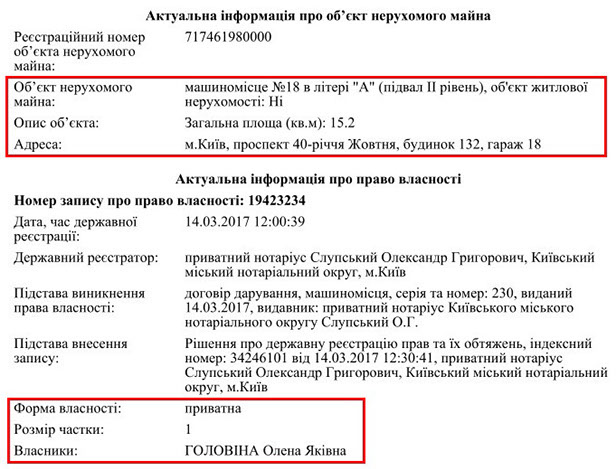 Актуальна інформація про об’єкт нерухомого майна
Реєстраційний номер 717461980000
об’єкта нерухомого
майна:
Об’єкт нерухомого машиномісце №18 в літері "А" (підвал ІІ рівень), об'єкт житлової
майна: нерухомості: Ні
Опис об’єкта: Загальна площа (кв.м): 15.2
Адреса: м.Київ, проспект 40-річчя Жовтня, будинок 132, гараж 18
Актуальна інформація про право власності
Номер запису про право власності: 19423234
Дата, час державної 14.03.2017 12:00:39
реєстрації:
Державний реєстратор: приватний нотаріус Слупський Олександр Григорович, Київський
міський нотаріальний округ, м.Київ
Підстава виникнення договір дарування, машиномісця, серія та номер: 230, виданий
права власності: 14.03.2017, видавник: приватний нотаріус Київського міського
нотаріального округу Слупський О.Г.
Підстава внесення Рішення про державну реєстрацію прав та їх обтяжень, індексний
запису: номер: 34246101 від 14.03.2017 12:30:41, приватний нотаріус
Слупський Олександр Григорович, Київський міський нотаріальний
округ, м.Київ
Форма власності: приватна
Розмір частки: 1
Власники: ГОЛОВІНА Олена Яківна